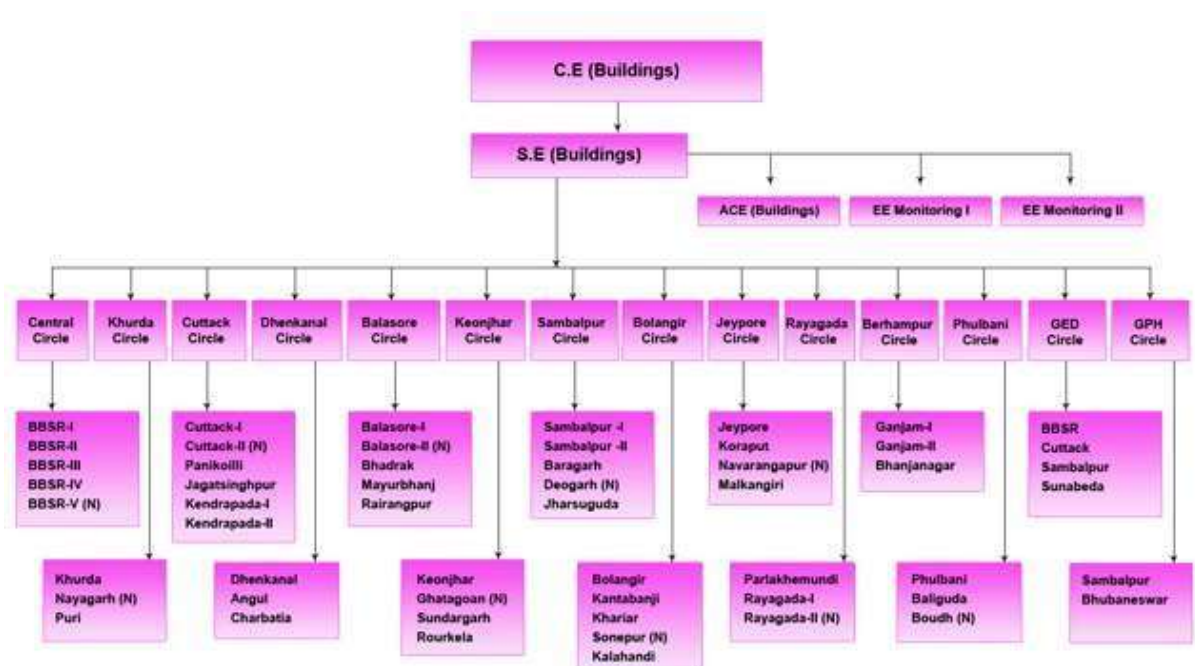 C.E (Buildings)
S.E (Buildings)
ACE (Buildings)
EE Monitoring I
EE Monitoring II
Central
Circle
Khurda
Circle
Cuttack
Circle
Dhenkanal
Circle
Balasore
Circle
Keonjhar
Circle
Sambalpur
Circle
Bolangir
Circle
Jeypore
Circle
Rayagada
Circle
Berhampur
Circle
Phulbani
Circle
GED
Circle
GPH
Circle
BBSR-I
BBSR-II
BBSR-III
BBSR-IV
BBSR-V (N)
Cuttack-I
Cuttack-II (N)
Panikoilli
Jagatsinghpur
Kendrapada-I
Kendrapada-II
Balasore-I
Balasore-II (N)
Bhadrak
Mayurbhanj
Rairangpur
Sambalpur -I
Sambalpur -II
Baragarh
Deogarh (N)
Jharsuguda
Jeypore
Koraput
Navarangapur (N)
Malkangiri
Ganjam-I
Ganjam-II
Bhanjanagar
BBSR
Cuttack
Sambalpur
Sunabeda
Khurda
Nayagarh (N)
Puri
Dhenkanal
Angul
Charbatia
Keonjhar
Ghatagoan (N)
Sundargarh
Rourkela
Bolangir
Kantabanji
Khariar
Sonepur (N)
Kalahandi
Parlakhemundi
Rayagada-I
Rayagada-II (N)
Phulbani
Baliguda
Boudh (N)
Sambalpur
Bhubaneswar